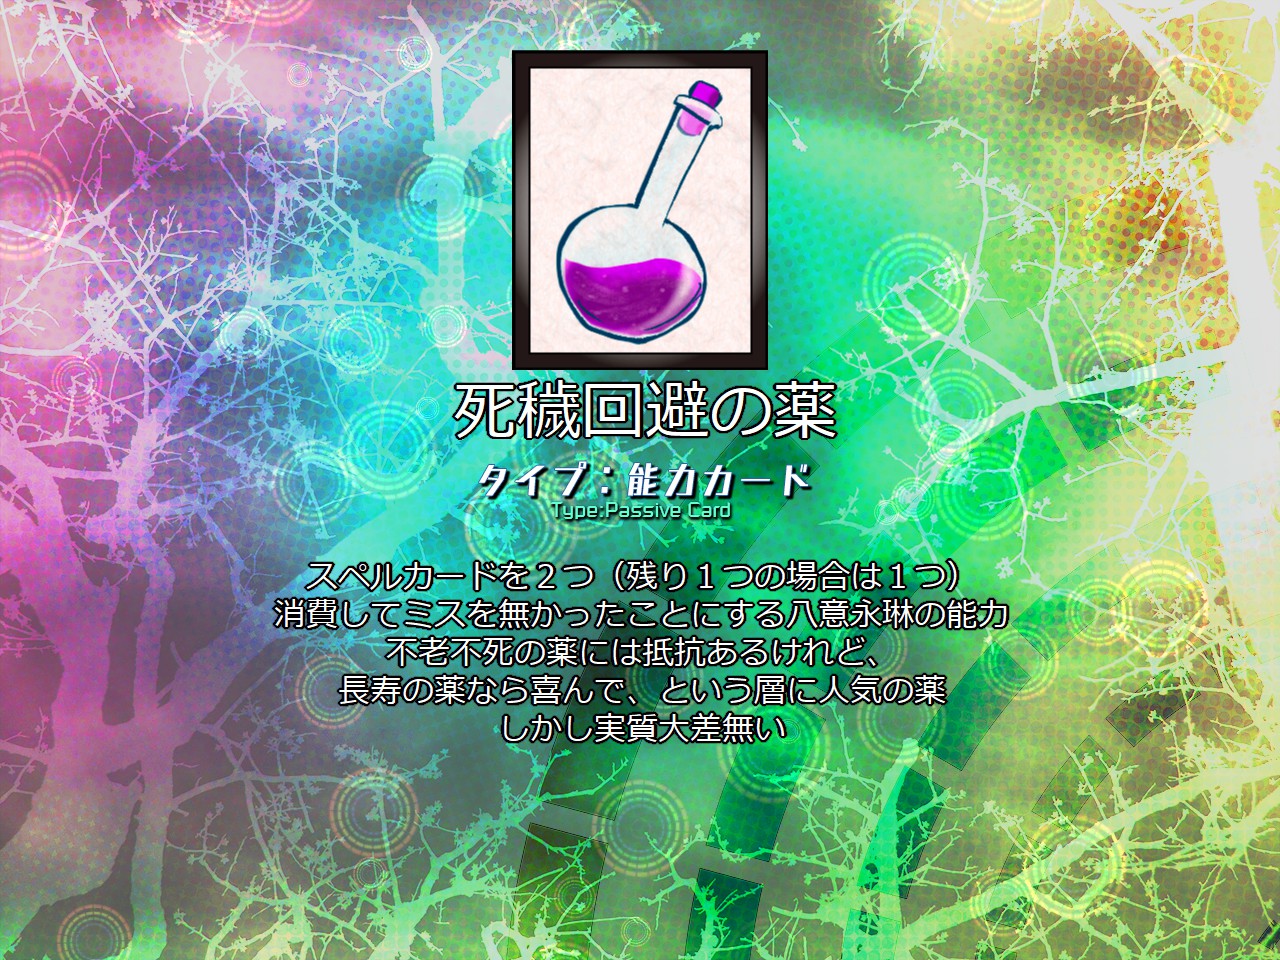 死穢回避の薬
タイプ：能力カード
Type:Passive Card
スペルカードを２つ（残り１つの場合は１つ）
消費してミスを無かったことにする八意永琳の能力
不老不死の薬には抵抗あるけれど、
長寿の薬なら喜んで、という層に人気の薬
しかし実質大差無い